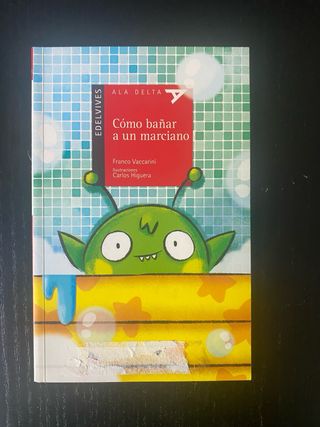 EDELVIVES
ALA DELTA
Cómo bañar
a un marciano
Franco Vaccarini
Ilustraciones
Carlos Higuera